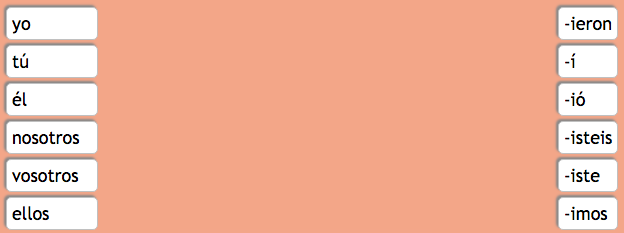 yo -ieron
tú -í
él -ió
nosotros -isteis
vosotros -iste
ellos -imos